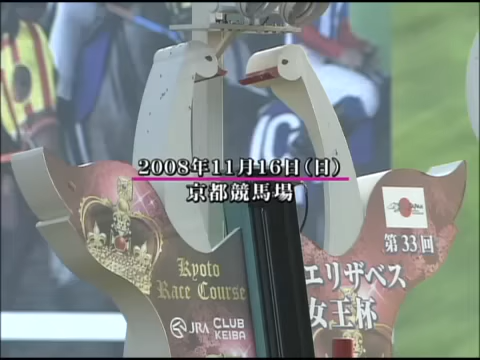 2008年11月16日(日)
京都競馬場
Kyoto
Race Course
JRA CLUB
KEIBA
第33回
エリザベス
女王杯